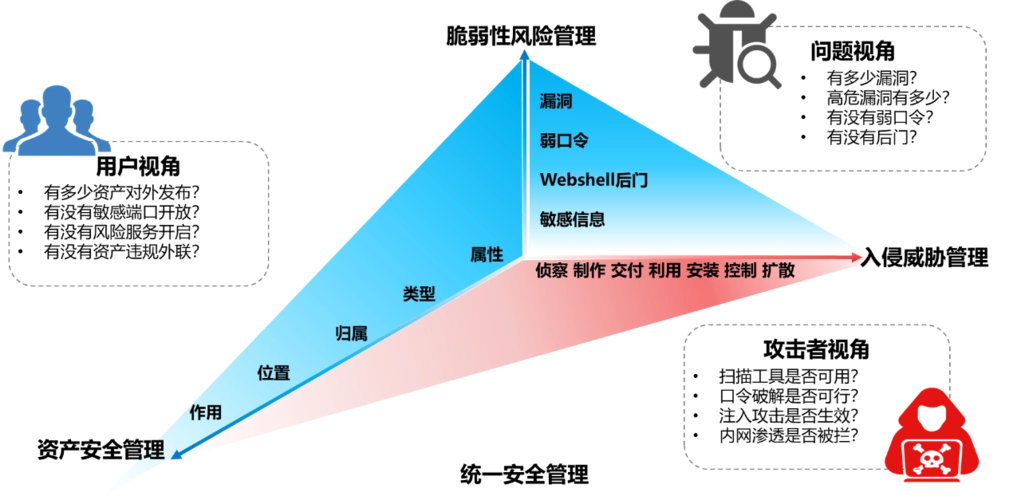 脆弱性风险管理
问题视角
• 有多少漏洞?
• 高危漏洞有多少?
• 有没有弱口令?
• 有没有后门?
用户视角
• 有多少资产对外发布?
• 有没有敏感端口开放?
• 有没有风险服务开启?
• 有没有资产违规外联?
漏洞
弱口令
Webshell后门
敏感信息
属性
类型
归属
位置
作用
资产安全管理
侦察 制作 交付 利用 安装 控制 扩散
入侵威胁管理
攻击者视角
• 扫描工具是否可用?
• 口令破解是否可行?
• 注入攻击是否生效?
• 内网渗透是否被拦?
统一安全管理